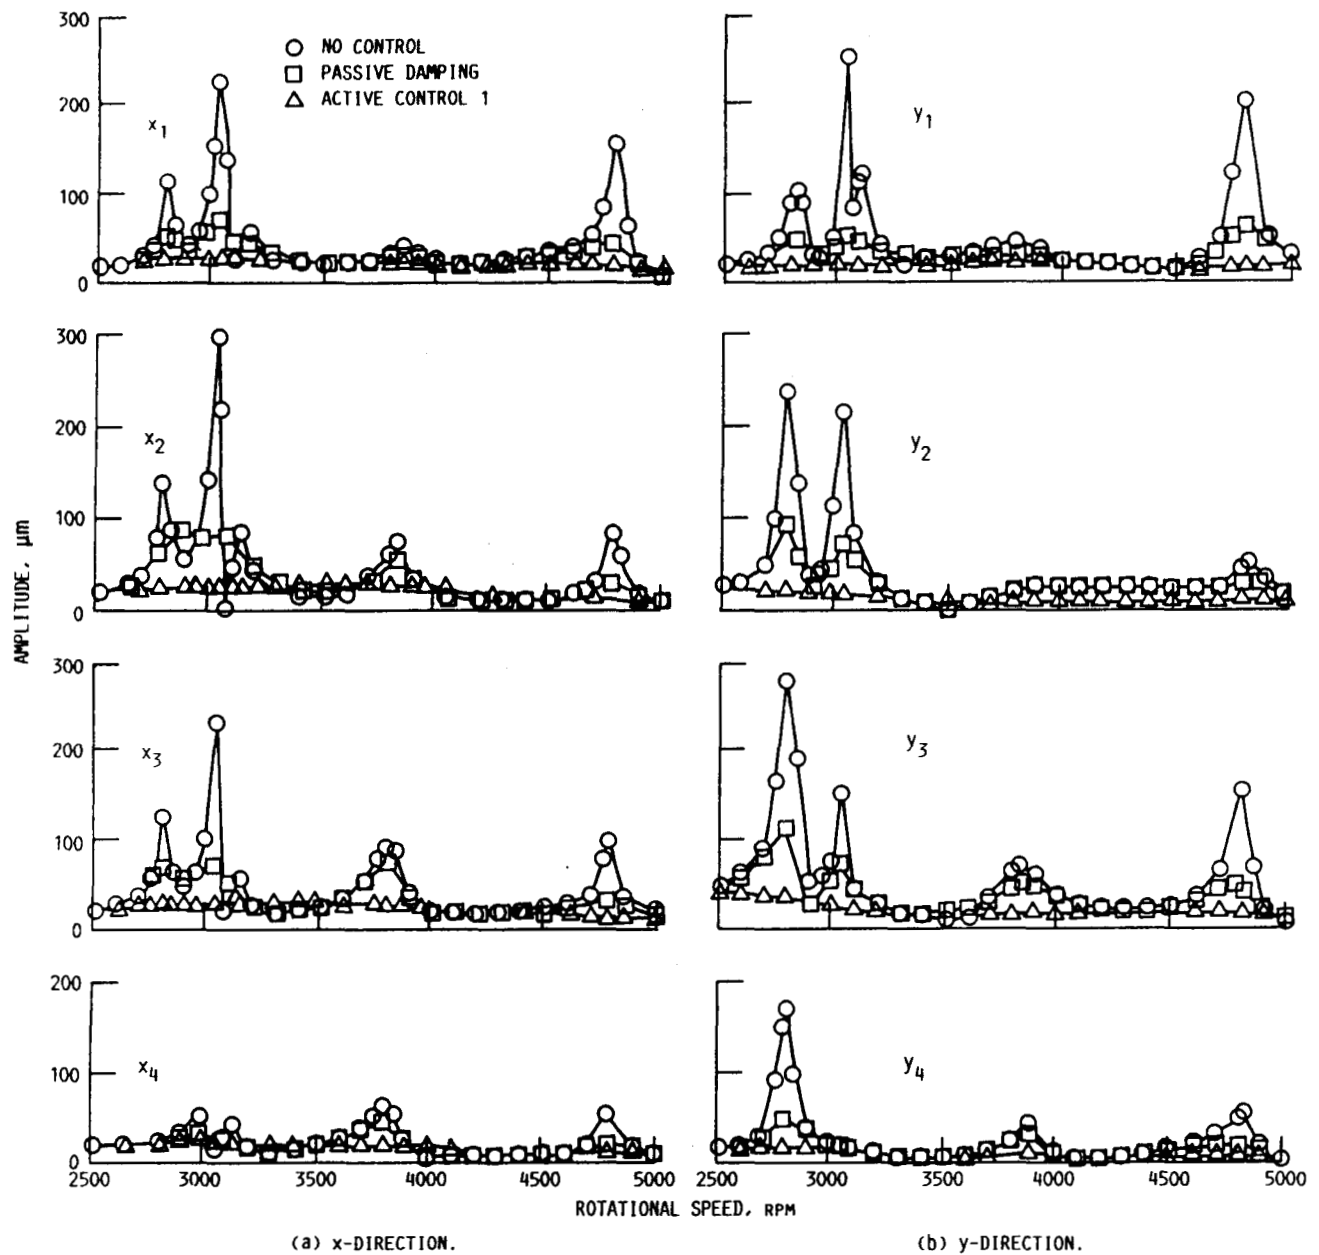 300
200
100
0
○ NO CONTROL
□ PASSIVE DAMPING
△ ACTIVE CONTROL 1
x1
y1
300
200
100
0
x2
y2
AMPLITUDE, μm
300
200
100
0
x3
y3
200
100
0
x4
y4
2500 3000 3500 4000 4500 5000
2500 3000 3500 4000 4500 5000
ROTATIONAL SPEED, RPM
(a) x-DIRECTION.
(b) y-DIRECTION.